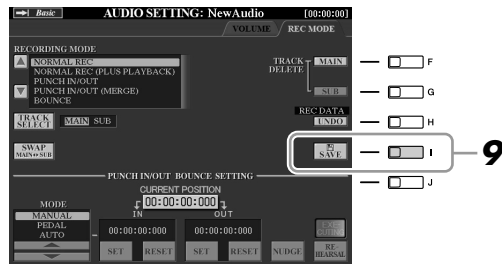 Basic AUDIO SETTING: NewAudio [00:00:00]
VOLUME REC MODE
RECORDING MODE
NORMAL REC
NORMAL REC (PLUS PLAYBACK)
PUNCH IN/OUT
PUNCH IN/OUT (MERGE)
BOUNCE
TRACK DELETE
MAIN
SUB
TRACK SELECT MAIN SUB
REC DATA
UNDO
SWAP MAIN↔SUB
SAVE
F
G
H
I
J
9
PUNCH IN/OUT BOUNCE SETTING
CURRENT POSITION
00:00:00:000
IN OUT
MODE
MANUAL
PEDAL
AUTO
00:00:00:000 00:00:00:000
SET RESET SET RESET NUDGE
RE-HEARSAL